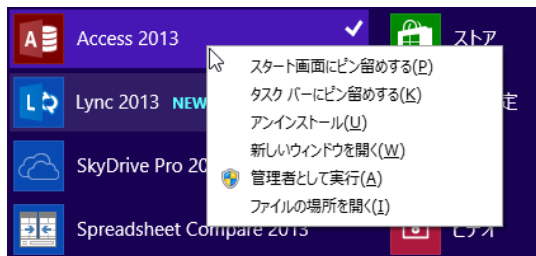 Access 2013
ストア
Lync 2013 NEW
定
SkyDrive Pro 20
Spreadsheet Compare 2013
ビデオ
スタート画面にピン留めする(P)
タスク バーにピン留めする(K)
アンインストール(U)
新しいウィンドウを開く(W)
管理者として実行(A)
ファイルの場所を開く(I)